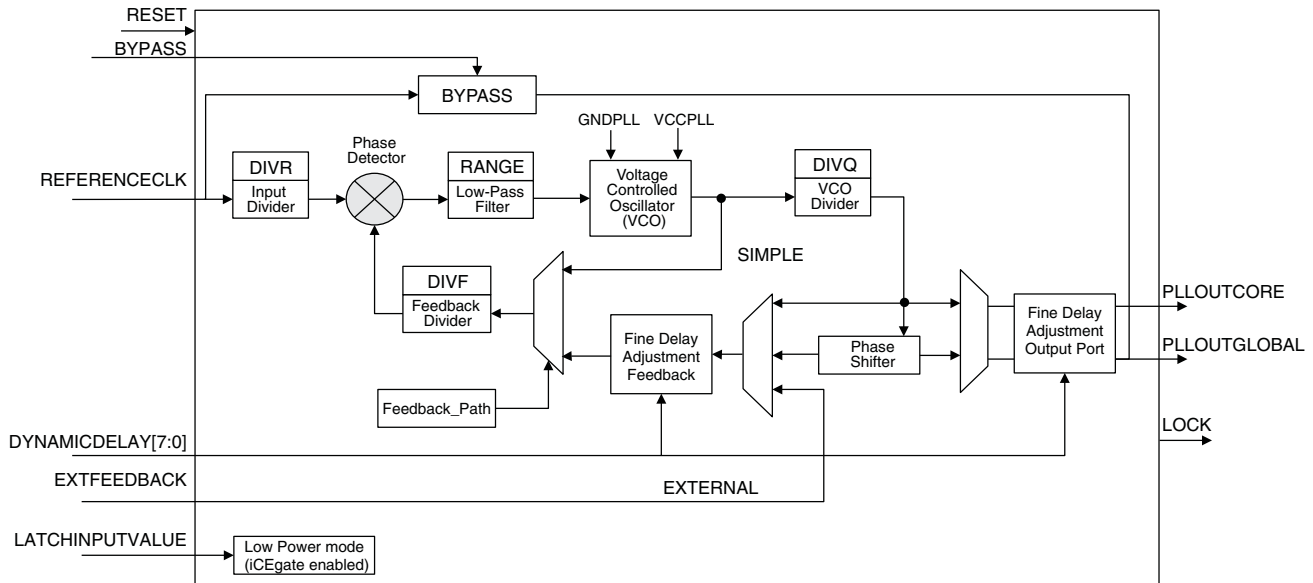 RESET
BYPASS
BYPASS
GNDPLL
VCCPLL
Phase
Detector
REFERENCECLK
DIVR
Input
Divider
RANGE
Low-Pass
Filter
Voltage
Controlled
Oscillator
(VCO)
DIVQ
VCO
Divider
SIMPLE
DIVF
Feedback
Divider
Fine Delay
Adjustment
Feedback
Phase
Shifter
Fine Delay
Adjustment
Output Port
PLLOUTCORE
PLLOUTGLOBAL
Feedback_Path
LOCK
DYNAMICDELAY[7:0]
EXTFEEDBACK
EXTERNAL
LATCHINPUTVALUE
Low Power mode
(iCEgate enabled)